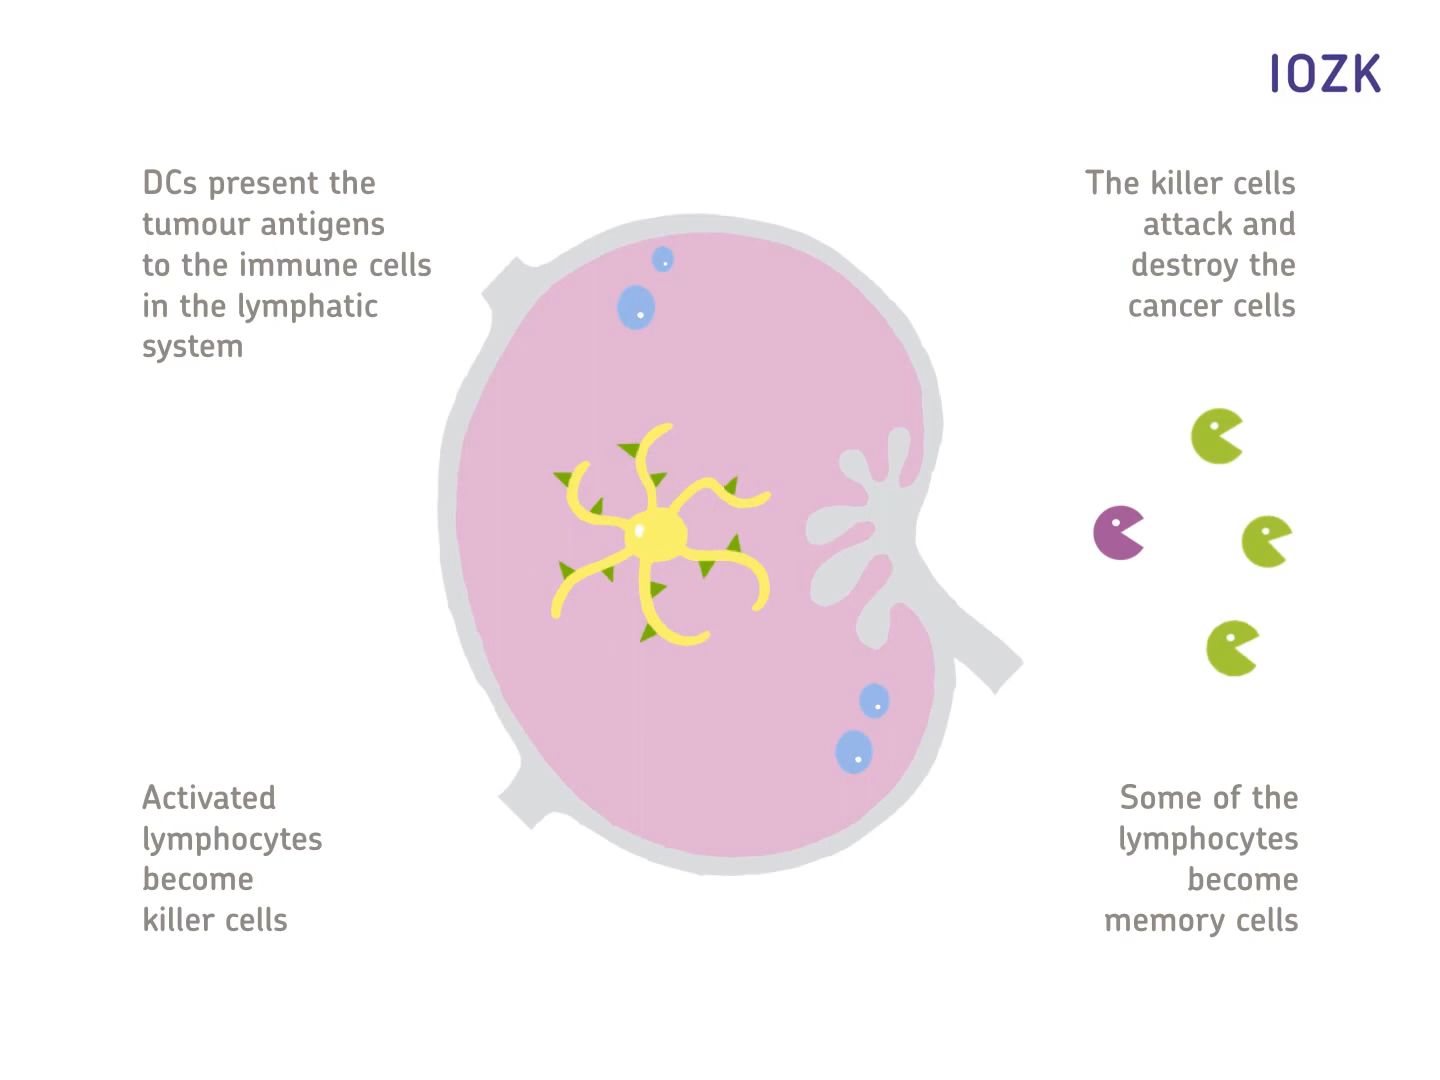 IOZK
DCs present the
tumour antigens
to the immune cells
in the lymphatic
system
The killer cells
attack and
destroy the
cancer cells
Activated
lymphocytes
become
killer cells
Some of the
lymphocytes
become
memory cells